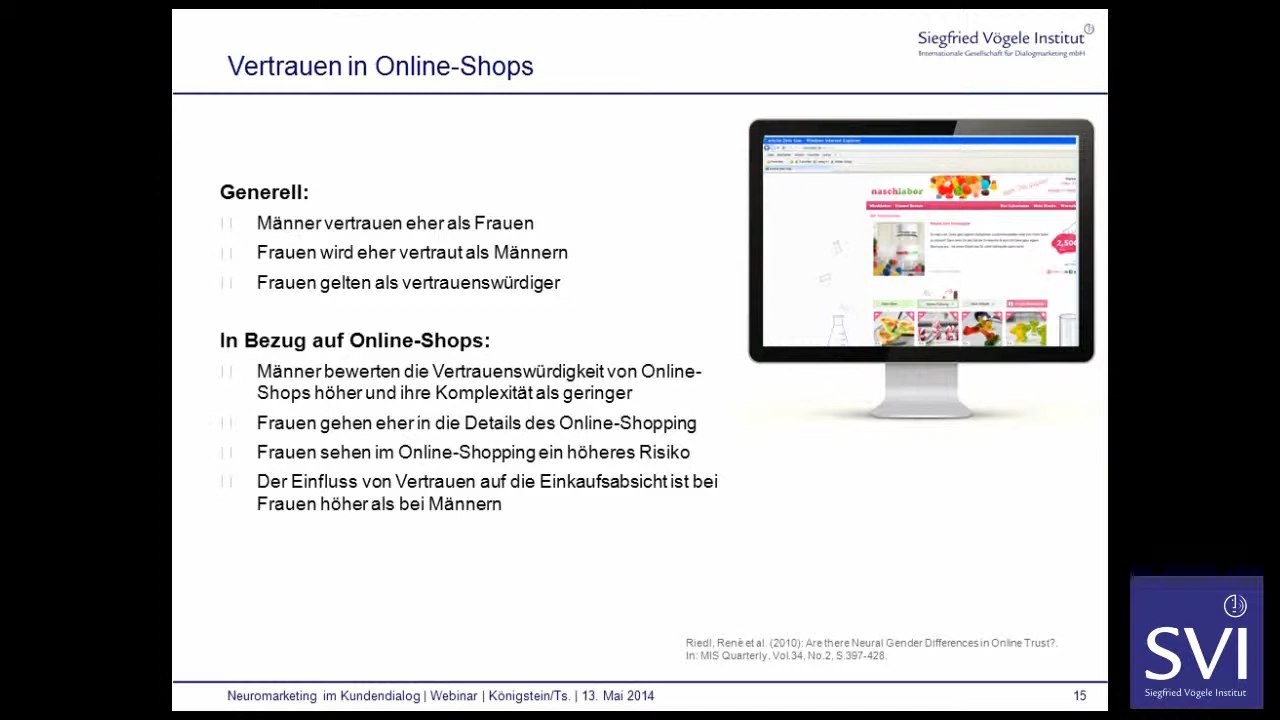 Siegfried Vögele Institut
Internationale Gesellschaft für Dialogmarketing mbH
Vertrauen in Online-Shops
Generell:
Männer vertrauen eher als Frauen
Frauen wird eher vertraut als Männern
Frauen gelten als vertrauenswürdiger
In Bezug auf Online-Shops:
Männer bewerten die Vertrauenswürdigkeit von Online-
Shops höher und ihre Komplexität als geringer
Frauen gehen eher in die Details des Online-Shopping
Frauen sehen im Online-Shopping ein höheres Risiko
Der Einfluss von Vertrauen auf die Einkaufsabsicht ist bei
Frauen höher als bei Männern
naschlabor
2,50
Riedl, Renè et al. (2010): Are there Neural Gender Differences in Online Trust?.
In: MIS Quarterly, Vol.34, No.2, S.397-428.
Neuromarketing im Kundendialog | Webinar | Königstein/Ts. | 13. Mai 2014
15
SVI
Siegfried Vögele Institut